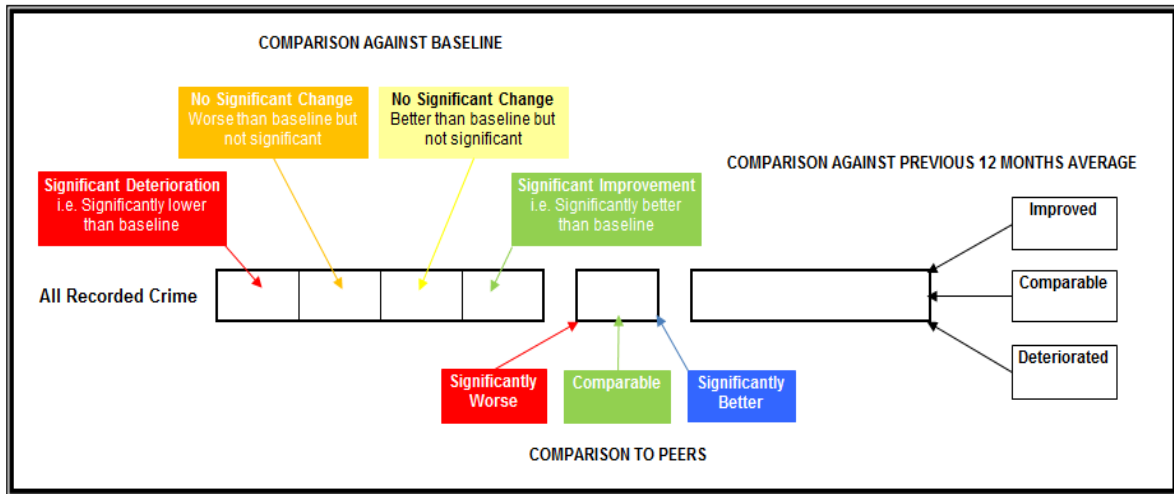 COMPARISON AGAINST BASELINE
No Significant Change
Worse than baseline but
not significant
No Significant Change
Better than baseline but
not significant
COMPARISON AGAINST PREVIOUS 12 MONTHS AVERAGE
Significant Deterioration
i.e. Significantly lower
than baseline
Significant Improvement
i.e. Significantly better
than baseline
Improved
All Recorded Crime
Comparable
Deteriorated
Significantly
Worse
Comparable
Significantly
Better
COMPARISON TO PEERS